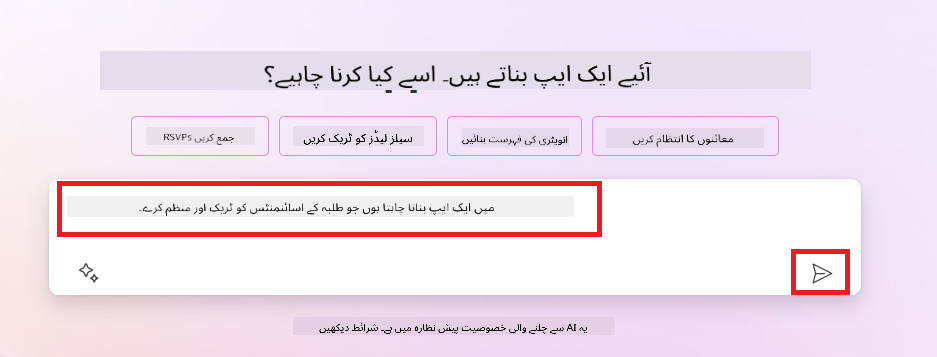 آئیے ایک ایپ بناتے ہیں۔ اسے کیا کرنا چاہیے؟
معائنوں کا انتظام کریں
انوینٹری کی فہرست بنائیں
سیلز لیڈز کو ٹریک کریں
RSVPs جمع کریں
میں ایک ایپ بنانا چاہتا ہوں جو طلبہ کے اسائنمنٹس کو ٹریک اور منظم کرے۔
یہ AI سے چلنے والی خصوصیت پیش نظارہ میں ہے۔ شرائط دیکھیں